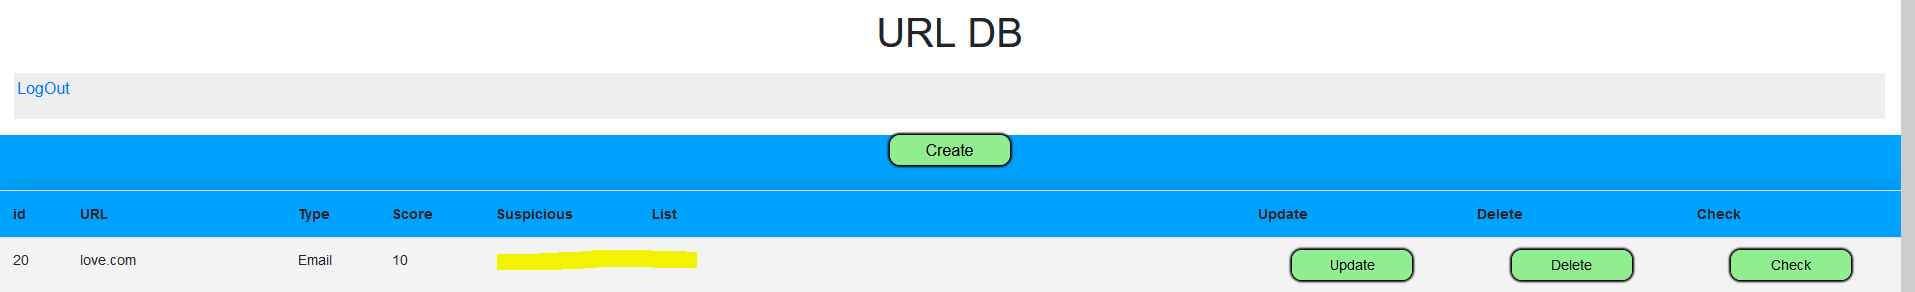 URL DB
LogOut
Create
id URL Type Score Suspicious List Update Delete Check
20 love.com Email 10 Update Delete Check